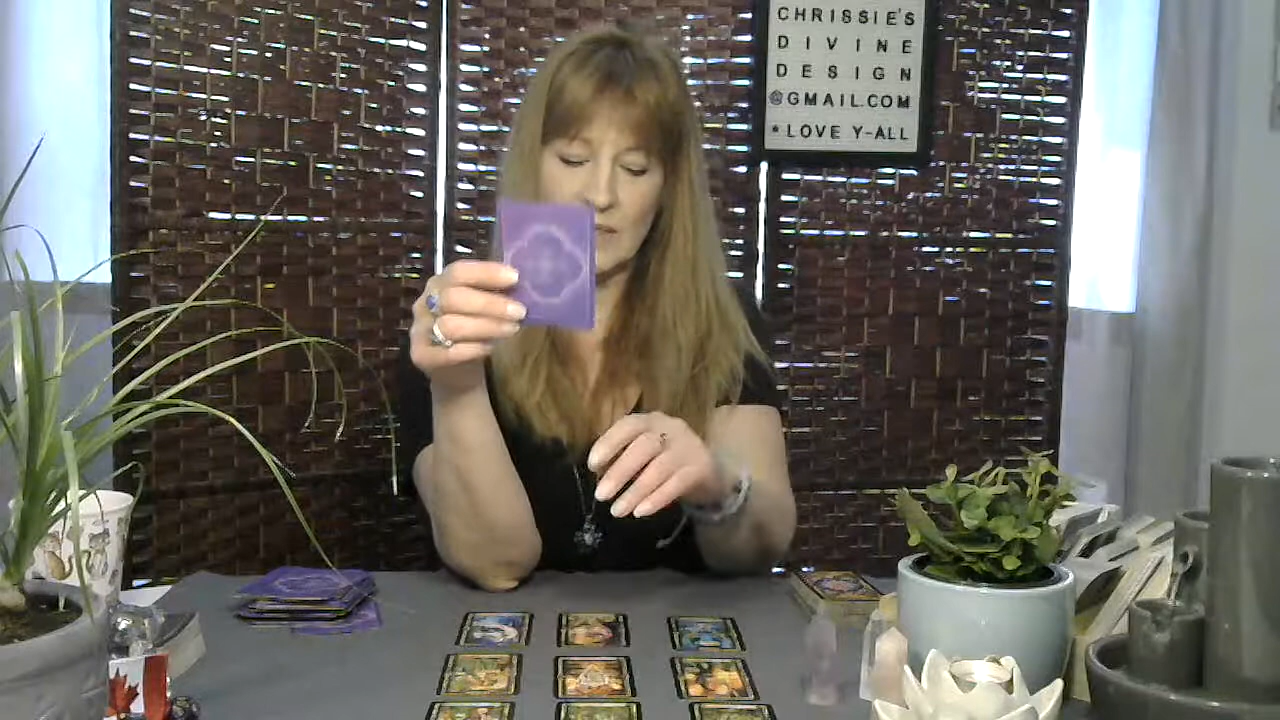 CHRISSIE'S
DIVINE
DESIGN
@GMAIL.COM
* LOVE Y-ALL